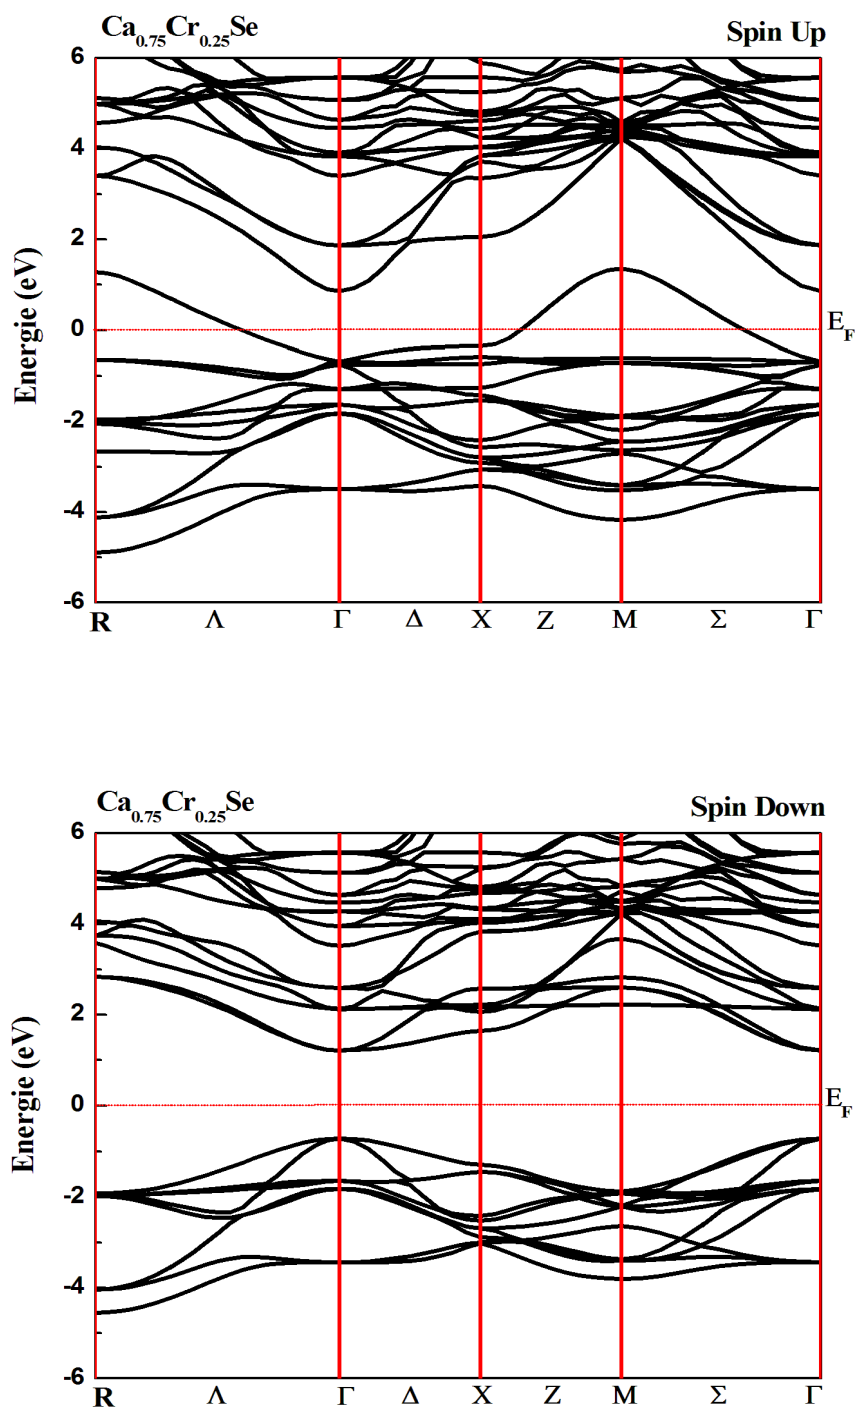 Ca0.75Cr0.25Se Spin Up
6
4
2
0
-2
-4
-6
Energie (eV)
EF
R Λ Γ Δ X Z M Σ Γ
Ca0.75Cr0.25Se Spin Down
6
4
2
0
-2
-4
-6
Energie (eV)
EF
R Λ Γ Δ X Z M Σ Γ